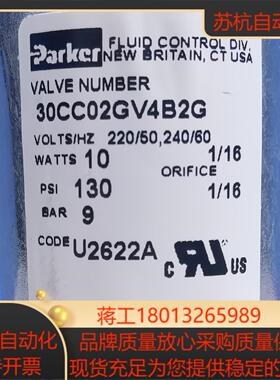 苏杭自动化
Parker
FLUID CONTROL DIV.
NEW BRITAIN, CT USA
VALVE NUMBER
30CC02GV4B2G
VOLTS/HZ 220/50,240/60
WATTS 10 1/16
ORIFICE
PSI 130 1/16
BAR 9
CODE U2622A
C US
自动化 蒋工18013265989
开票 品牌质量放心采购质量保
现货充足为您提供稳定可